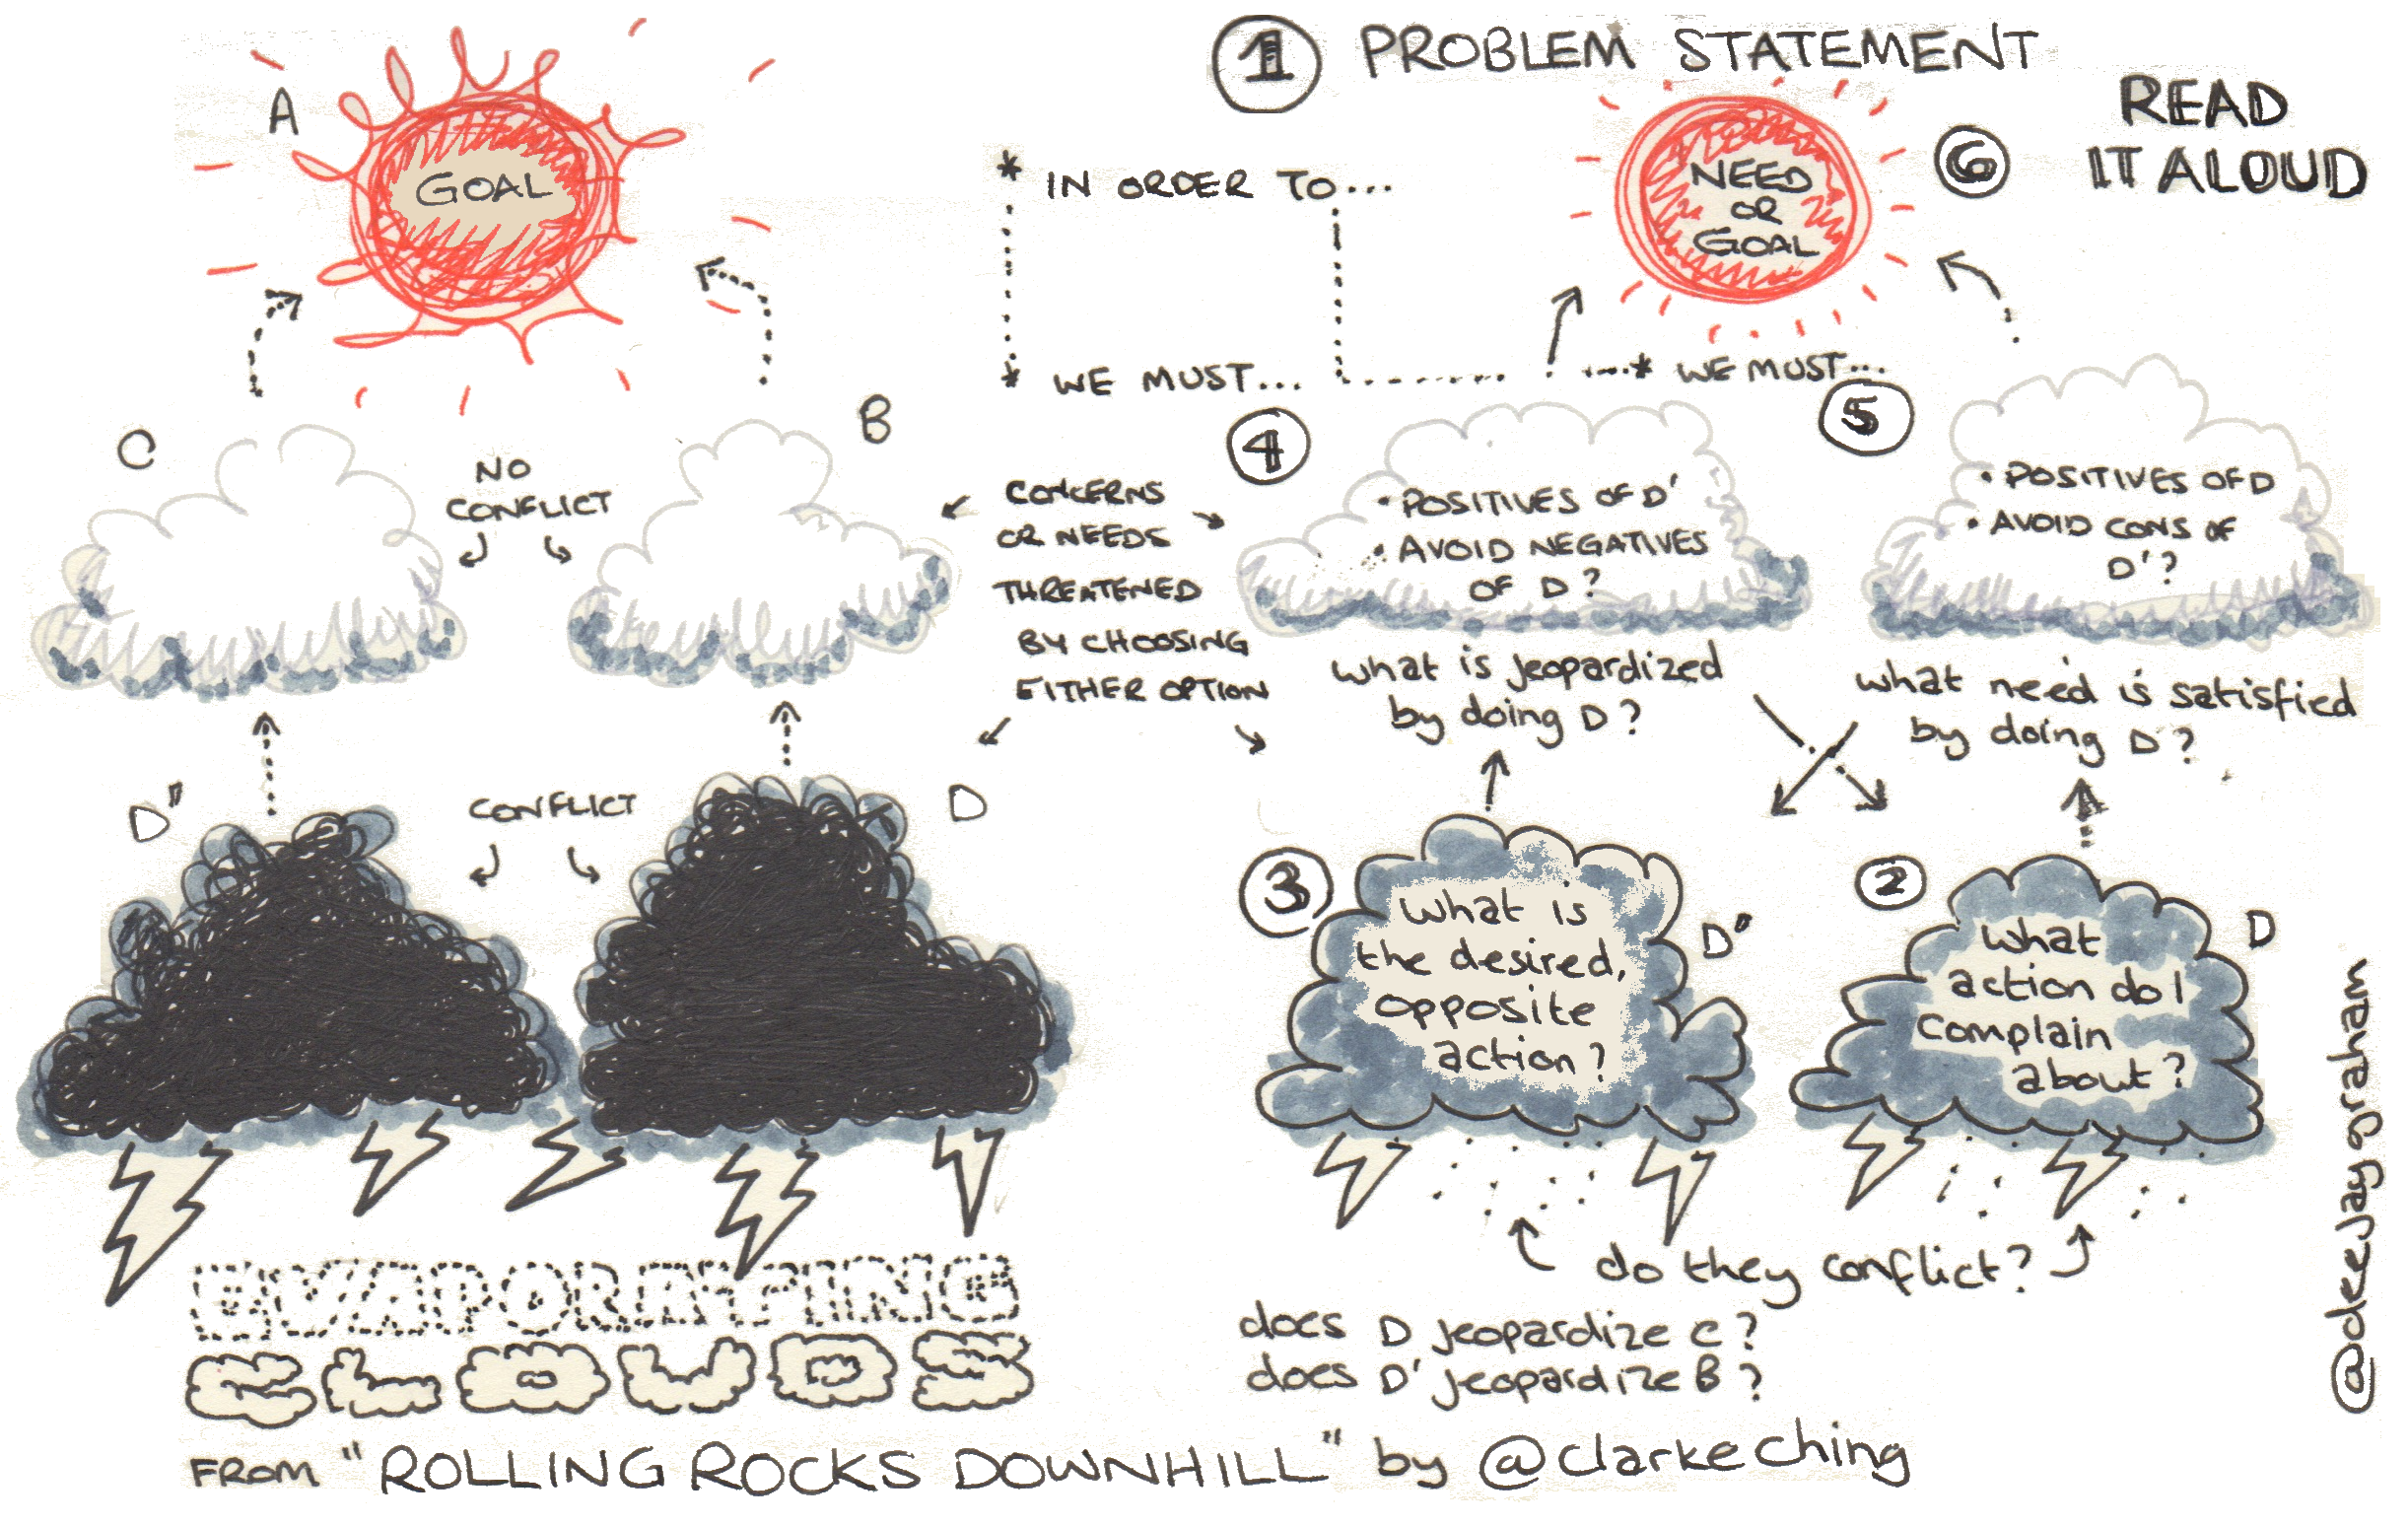 A
GOAL
C
B
NO
CONFLICT
D"
CONFLICT
D
EVAPORATING
CLOUDS
FROM "ROLLING ROCKS DOWNHILL" by @clarkeching
1 PROBLEM STATEMENT
* IN ORDER TO...
* WE MUST...
...* WE MUST...
NEED
OR
GOAL
6
READ
IT ALOUD
CONCERNS
OR NEEDS
THREATENED
BY CHOOSING
EITHER OPTION
4
• POSITIVES OF D'
• AVOID NEGATIVES
OF D ?
what is jeopardized
by doing D ?
5
• POSITIVES OF D
• AVOID CONS OF
D' ?
what need is satisfied
by doing D ?
3
what is
the desired,
opposite
action ?
D'
2
what
action do I
complain
about ?
D
do they conflict?
does D jeopardize C ?
does D' jeopardize B ?
@deejaygraham